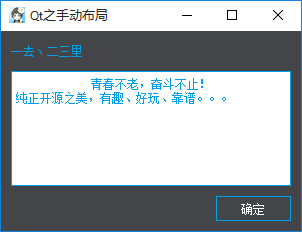 Qt之手动布局
一去丶二三里
青春不老，奋斗不止！
纯正开源之美，有趣、好玩、靠谱。。。
确定